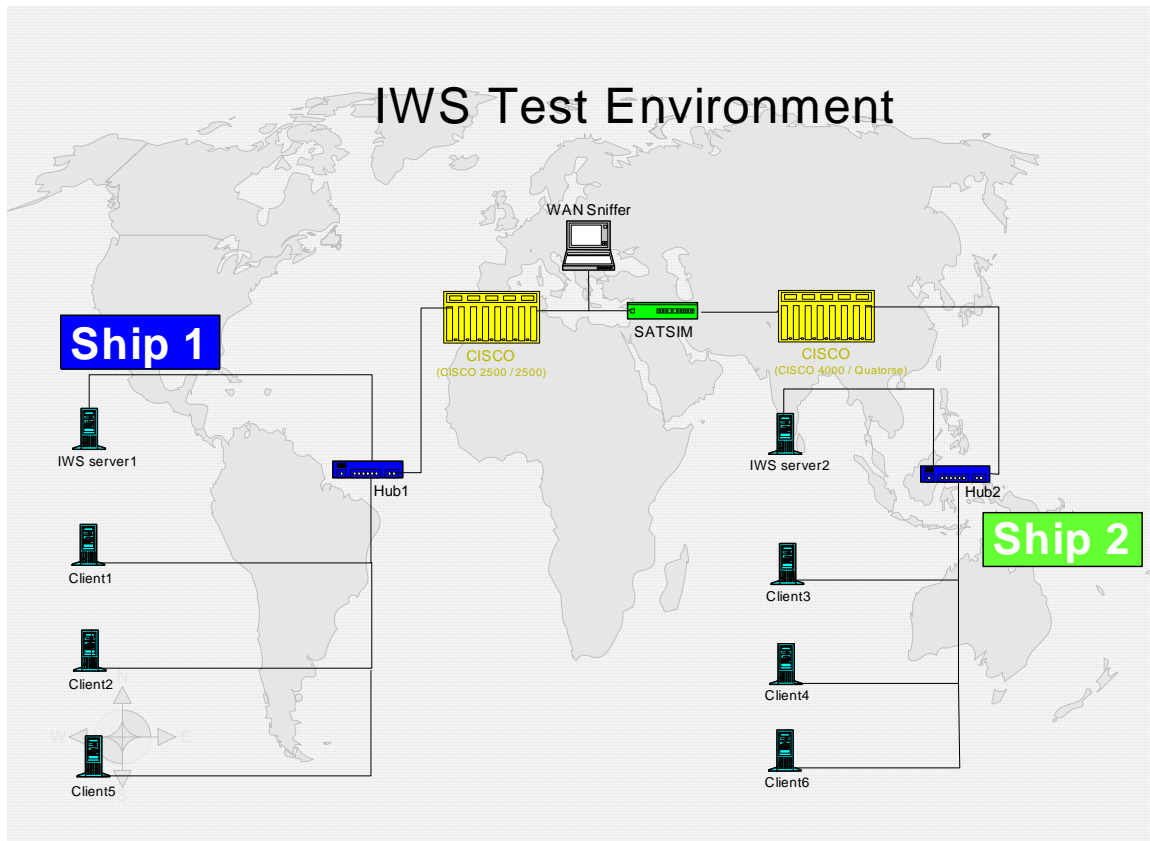 IWS Test Environment
WAN Sniffer
SATSIM
CISCO
(CISCO 2500 / 2500)
CISCO
(CISCO 4000 / Quatorse)
Ship 1
IWS server1
Hub1
Client1
Client2
Client5
IWS server2
Hub2
Ship 2
Client3
Client4
Client6
N
W
E
S